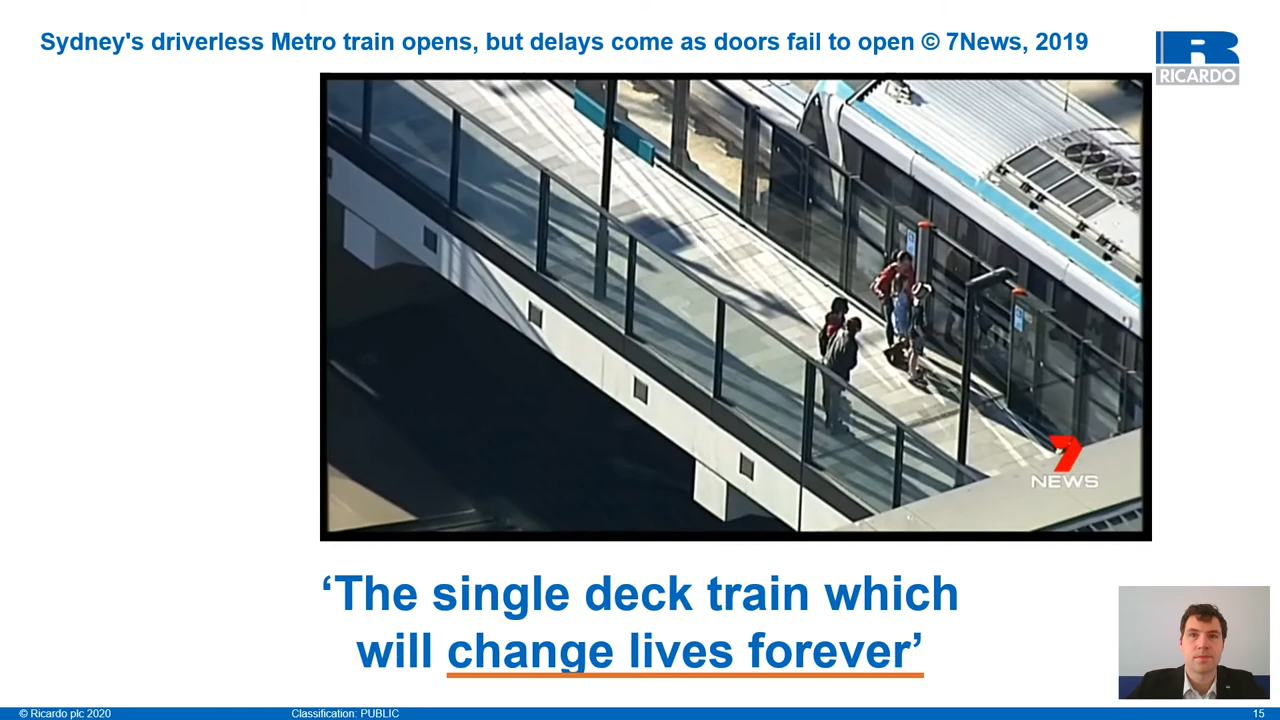 Sydney's driverless Metro train opens, but delays come as doors fail to open © 7News, 2019
RICARDO
7
NEWS
‘The single deck train which
will change lives forever’
© Ricardo plc 2020
Classification: PUBLIC
15